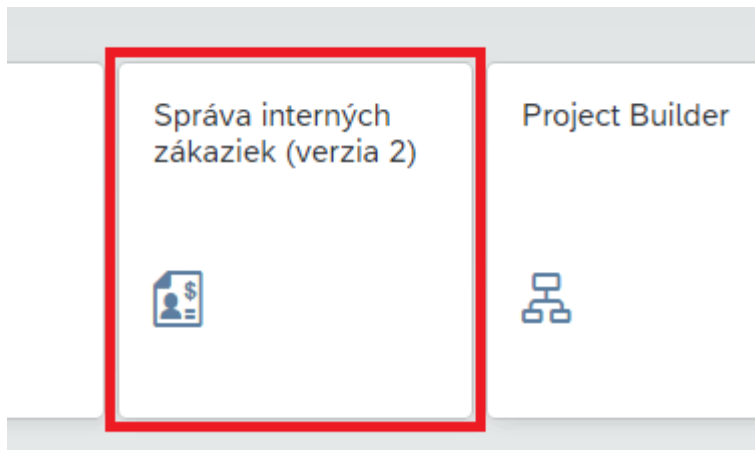 Správa interných
zákaziek (verzia 2)
Project Builder
$